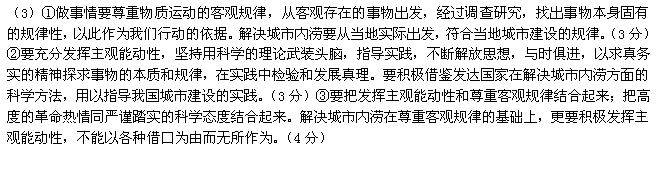 （3）①做事情要尊重物质运动的客观规律，从客观存在的事物出发，经过调查研究，找出事物本身固有
的规律性，以此作为我们行动的依据。解决城市内涝要从当地实际出发，符合当地城市建设的规律。（3 分）
②要充分发挥主观能动性，坚持用科学的理论武装头脑，指导实践，不断解放思想，与时俱进，以求真务
实的精神探求事物的本质和规律，在实践中检验和发展真理。要积极借鉴发达国家在解决城市内涝方面的
科学方法，用以指导我国城市建设的实践。（3 分）③要把发挥主观能动性和尊重客观规律结合起来；把高
度的革命热情同严谨踏实的科学态度结合起来。解决城市内涝在尊重客观规律的基础上，更要积极发挥主
观能动性，不能以各种借口为由而无所作为。（4 分）